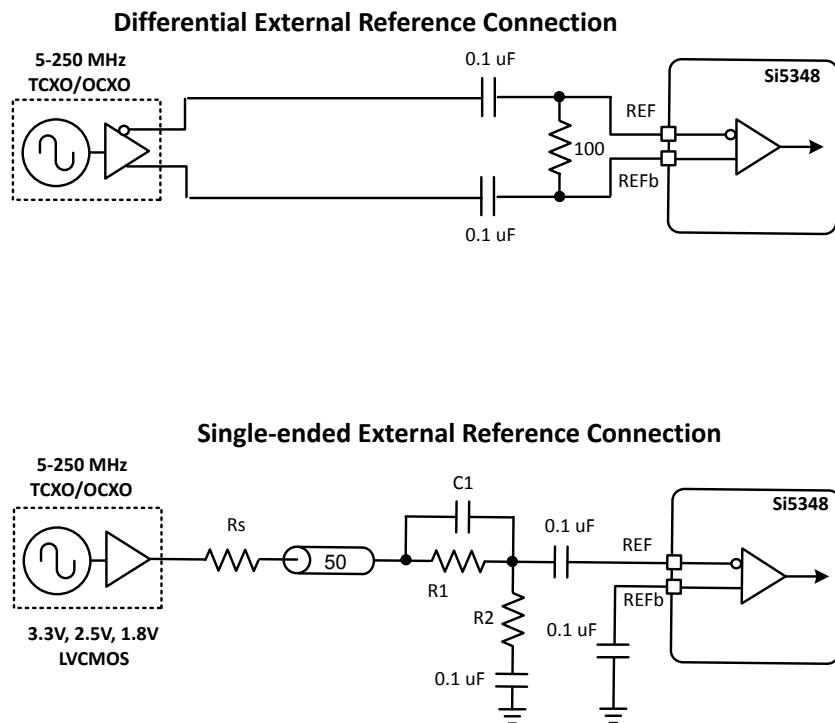 Differential External Reference Connection
5-250 MHz
TCXO/OCXO
0.1 uF
Si5348
REF
100
REFb
0.1 uF
Single-ended External Reference Connection
5-250 MHz
TCXO/OCXO
C1
Si5348
Rs
0.1 uF
REF
50
R1
REFb
R2
3.3V, 2.5V, 1.8V
LVCMOS
0.1 uF
0.1 uF